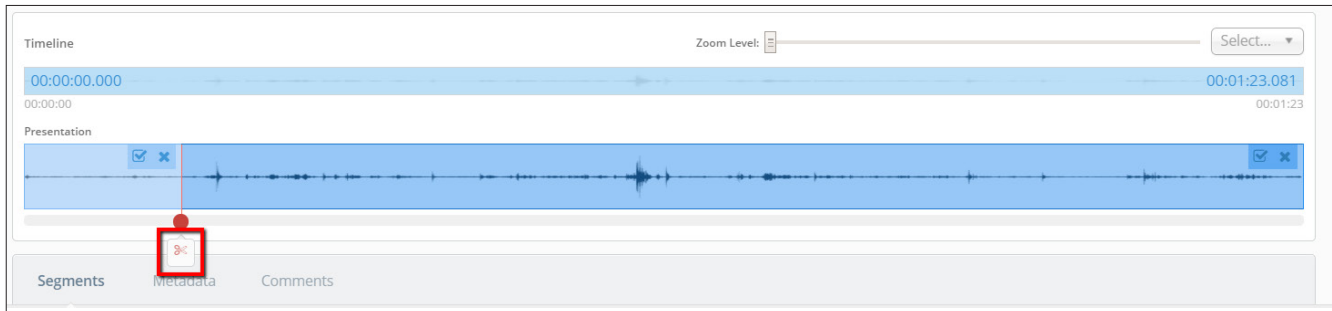 Timeline
Zoom Level:
Select...
00:00:00.000
00:01:23.081
00:00:00
00:01:23
Presentation
Segments
Metadata
Comments